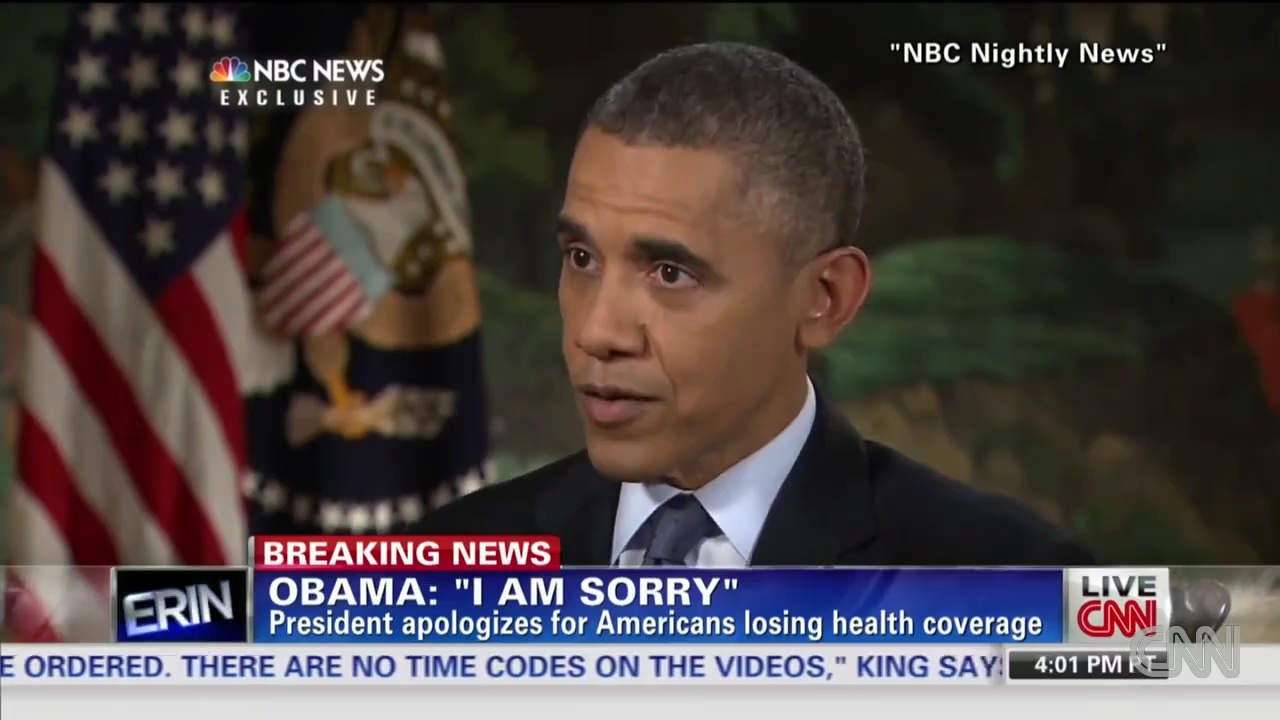 NBC NEWS
EXCLUSIVE
"NBC Nightly News"
BREAKING NEWS
ERIN
OBAMA: "I AM SORRY"
President apologizes for Americans losing health coverage
LIVE
CNN
E ORDERED. THERE ARE NO TIME CODES ON THE VIDEOS," KING SAYS
4:01 PM PT
CNN